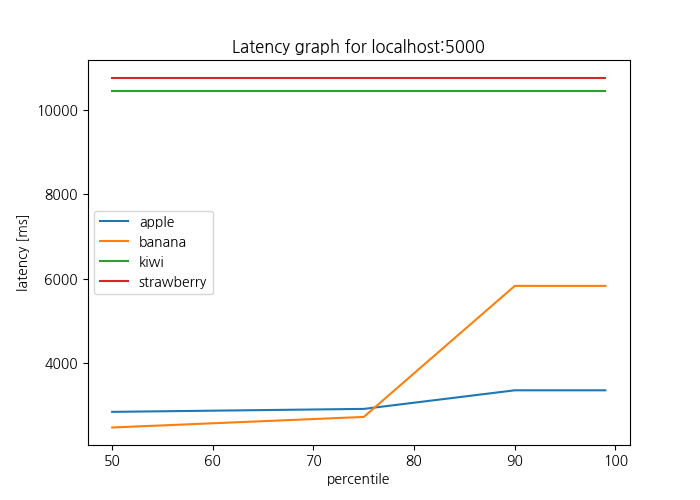 Latency graph for localhost:5000
latency [ms]
10000
8000
6000
4000
apple
banana
kiwi
strawberry
50 60 70 80 90 100
percentile